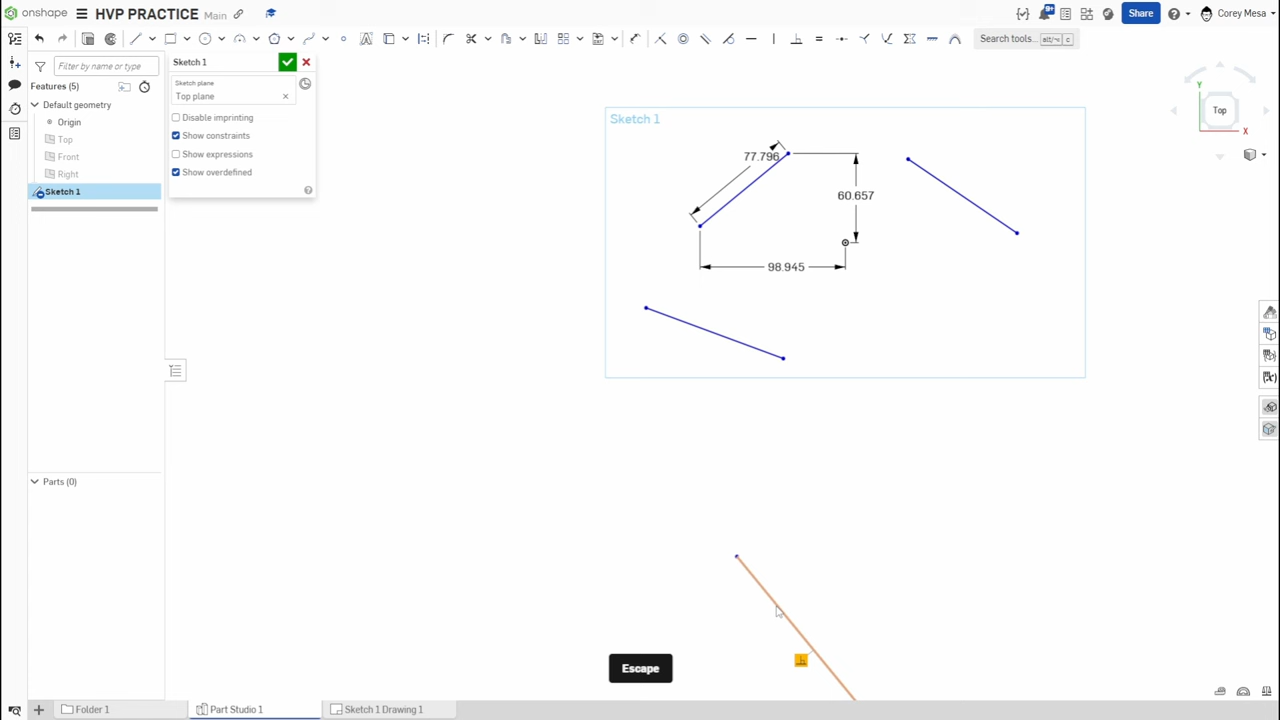 onshape HVP PRACTICE Main 9+ Share Corey Mesa
Search tools... alt/⌥ c
Sketch 1
Sketch plane
Top plane
Disable imprinting
Show constraints
Show expressions
Show overdefined
Filter by name or type
Features (5)
Default geometry
Origin
Top
Front
Right
Sketch 1
Parts (0)
Sketch 1
77.796
60.657
98.945
Y
Top
X
Escape
Folder 1
Part Studio 1
Sketch 1 Drawing 1